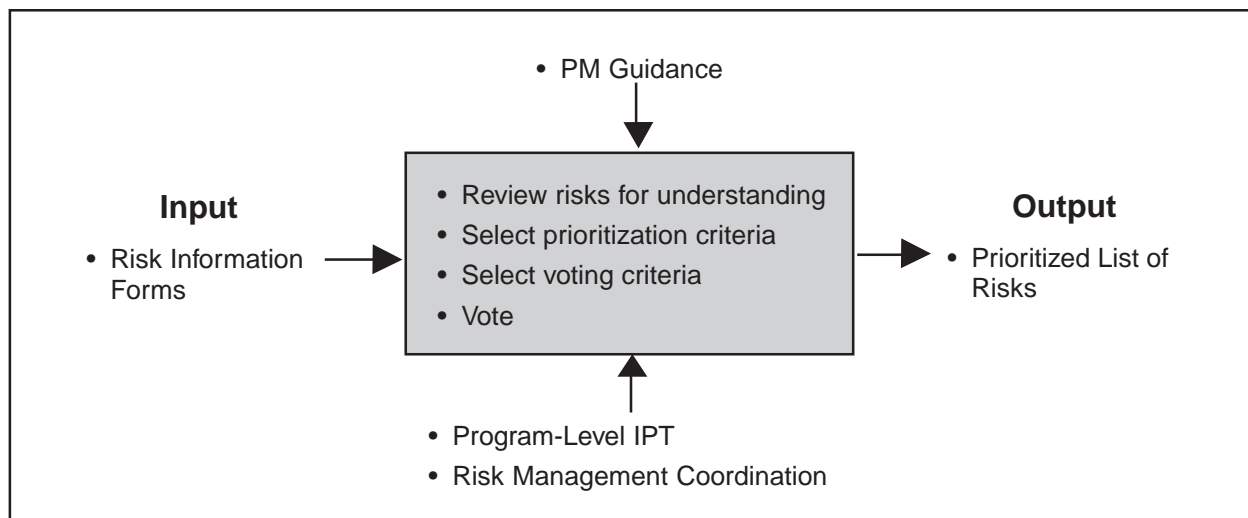 • PM Guidance
Input
• Risk Information
Forms
• Review risks for understanding
• Select prioritization criteria
• Select voting criteria
• Vote
Output
• Prioritized List of
Risks
• Program-Level IPT
• Risk Management Coordination